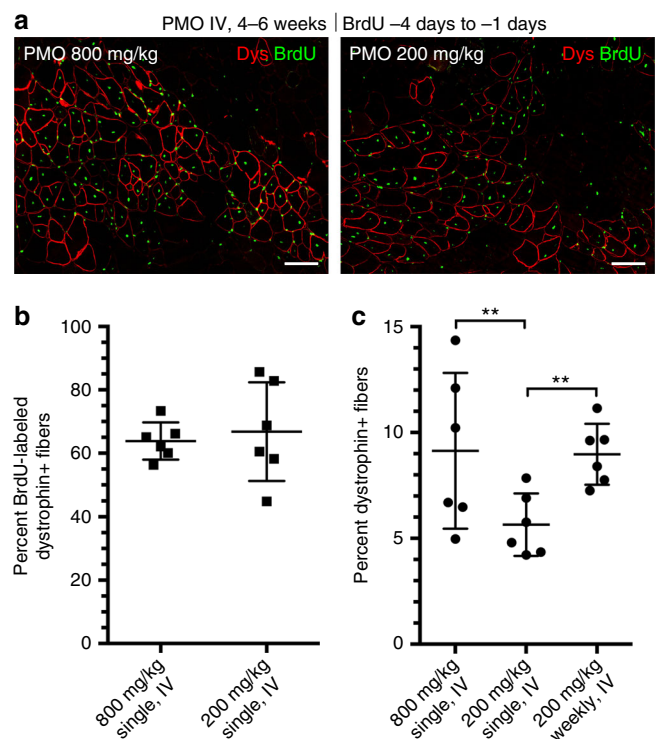 a
PMO IV, 4–6 weeks | BrdU –4 days to –1 days
PMO 800 mg/kg
Dys BrdU
PMO 200 mg/kg
Dys BrdU
b
Percent BrdU-labeled
dystrophin+ fibers
100
80
60
40
20
0
800 mg/kg
single, IV
200 mg/kg
single, IV
c
Percent dystrophin+ fibers
15
10
5
0
**
**
800 mg/kg
single, IV
200 mg/kg
single, IV
200 mg/kg
weekly, IV